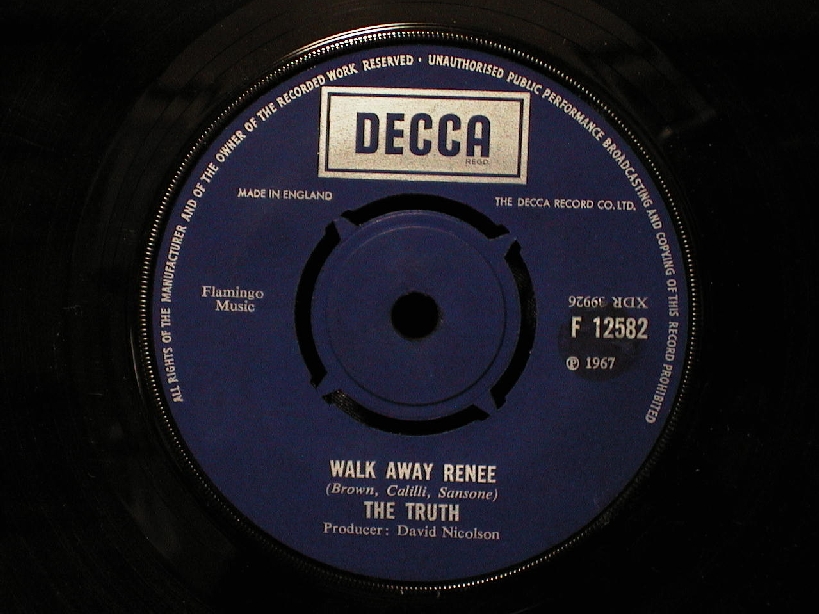 ALL RIGHTS OF THE MANUFACTURER AND OF THE OWNER OF THE RECORDED WORK RESERVED · UNAUTHORISED PUBLIC PERFORMANCE BROADCASTING AND COPYING OF THIS RECORD PROHIBITED
DECCA
REGD
MADE IN ENGLAND
THE DECCA RECORD CO. LTD.
Flamingo
Music
XDR 39926
F 12582
℗ 1967
WALK AWAY RENEE
(Brown, Calilli, Sansone)
THE TRUTH
Producer: David Nicolson